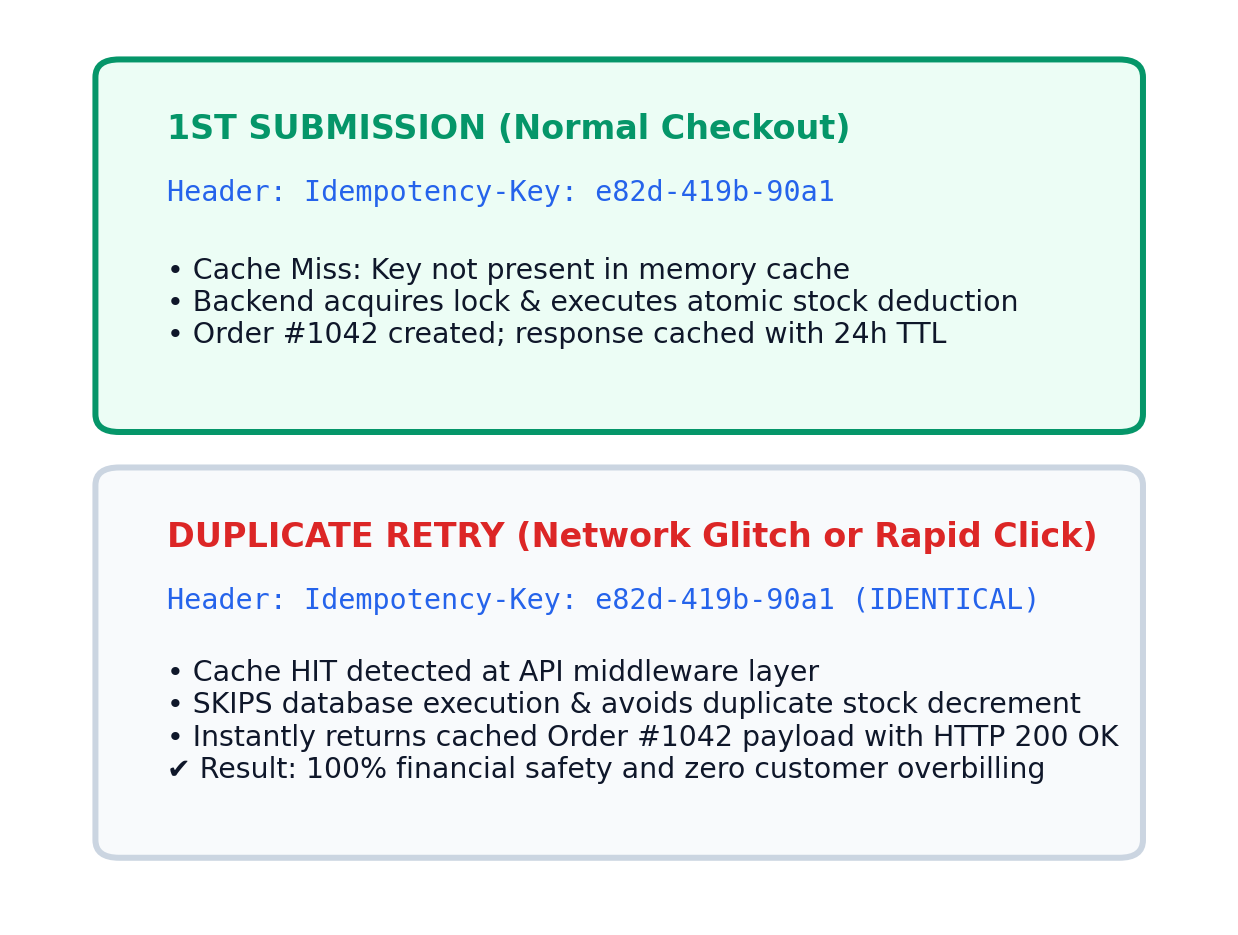 1ST SUBMISSION (Normal Checkout)
Header: Idempotency-Key: e82d-419b-90a1
• Cache Miss: Key not present in memory cache
• Backend acquires lock & executes atomic stock deduction
• Order #1042 created; response cached with 24h TTL
DUPLICATE RETRY (Network Glitch or Rapid Click)
Header: Idempotency-Key: e82d-419b-90a1 (IDENTICAL)
• Cache HIT detected at API middleware layer
• SKIPS database execution & avoids duplicate stock decrement
• Instantly returns cached Order #1042 payload with HTTP 200 OK
✔ Result: 100% financial safety and zero customer overbilling